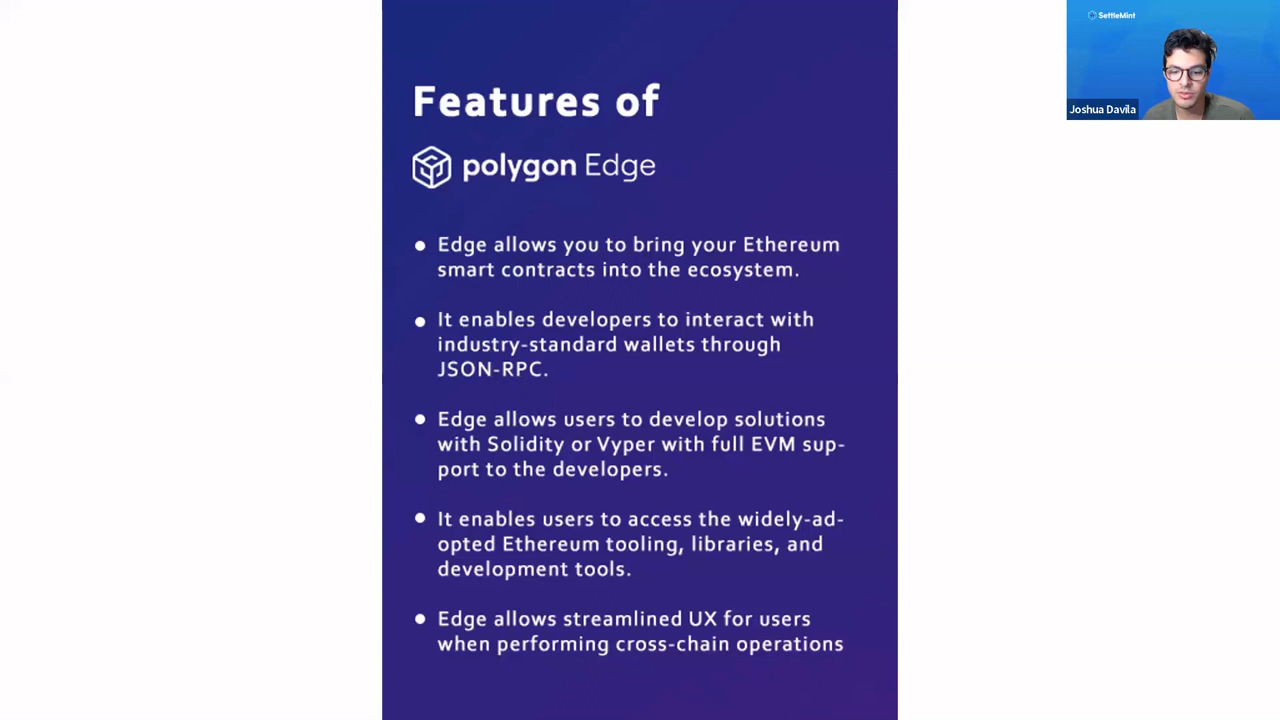 SettleMint
Joshua Davila
Features of
polygon Edge
Edge allows you to bring your Ethereum
smart contracts into the ecosystem.
It enables developers to interact with
industry-standard wallets through
JSON-RPC.
Edge allows users to develop solutions
with Solidity or Vyper with full EVM sup-
port to the developers.
It enables users to access the widely-ad-
opted Ethereum tooling, libraries, and
development tools.
Edge allows streamlined UX for users
when performing cross-chain operations